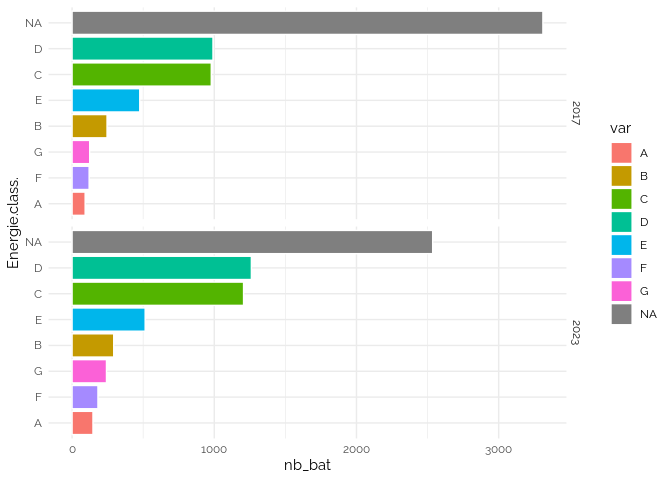 Energie.class.
NA
D
C
E
B
G
F
A
2017
NA
D
C
E
B
G
F
A
2023
0 1000 2000 3000
nb_bat
var
A
B
C
D
E
F
G
NA